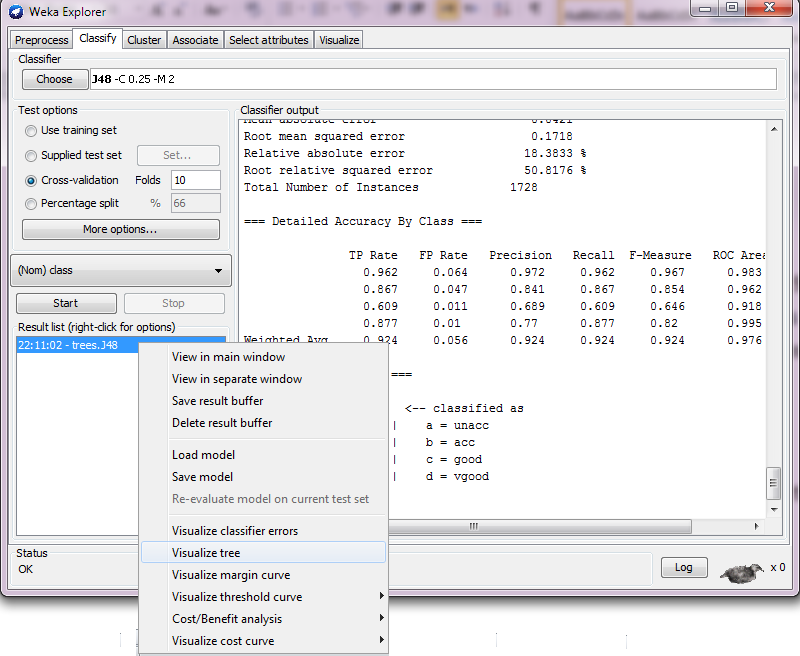 Weka Explorer
Preprocess Classify Cluster Associate Select attributes Visualize
Classifier
Choose J48 -C 0.25 -M 2
Test options
Use training set
Supplied test set Set...
Cross-validation Folds 10
Percentage split % 66
More options...
(Nom) class
Start Stop
Result list (right-click for options)
22:11:02 - trees.J48
Classifier output
Mean absolute error 0.0421
Root mean squared error 0.1718
Relative absolute error 18.3833 %
Root relative squared error 50.8176 %
Total Number of Instances 1728
=== Detailed Accuracy By Class ===
TP Rate FP Rate Precision Recall F-Measure ROC Area
0.962 0.064 0.972 0.962 0.967 0.983
0.867 0.047 0.841 0.867 0.854 0.962
0.609 0.011 0.689 0.609 0.646 0.918
0.877 0.01 0.77 0.877 0.82 0.995
Weighted Avg. 0.924 0.056 0.924 0.924 0.924 0.976
===
<-- classified as
| a = unacc
| b = acc
| c = good
| d = vgood
View in main window
View in separate window
Save result buffer
Delete result buffer
Load model
Save model
Re-evaluate model on current test set
Visualize classifier errors
Visualize tree
Visualize margin curve
Visualize threshold curve
Cost/Benefit analysis
Visualize cost curve
Status
OK
Log x 0